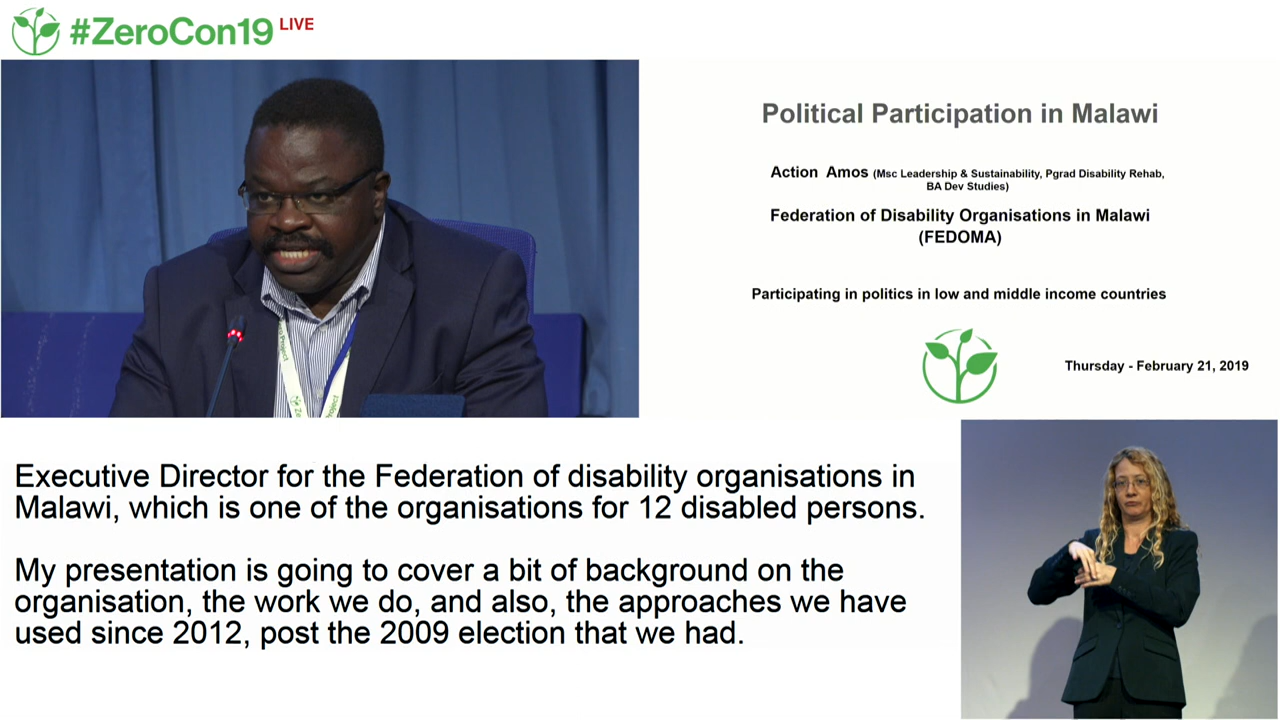 #ZeroCon19 LIVE
Political Participation in Malawi
Action Amos (Msc Leadership & Sustainability, Pgrad Disability Rehab,
BA Dev Studies)
Federation of Disability Organisations in Malawi
(FEDOMA)
Participating in politics in low and middle income countries
Thursday - February 21, 2019
Executive Director for the Federation of disability organisations in
Malawi, which is one of the organisations for 12 disabled persons.
My presentation is going to cover a bit of background on the
organisation, the work we do, and also, the approaches we have
used since 2012, post the 2009 election that we had.
Project